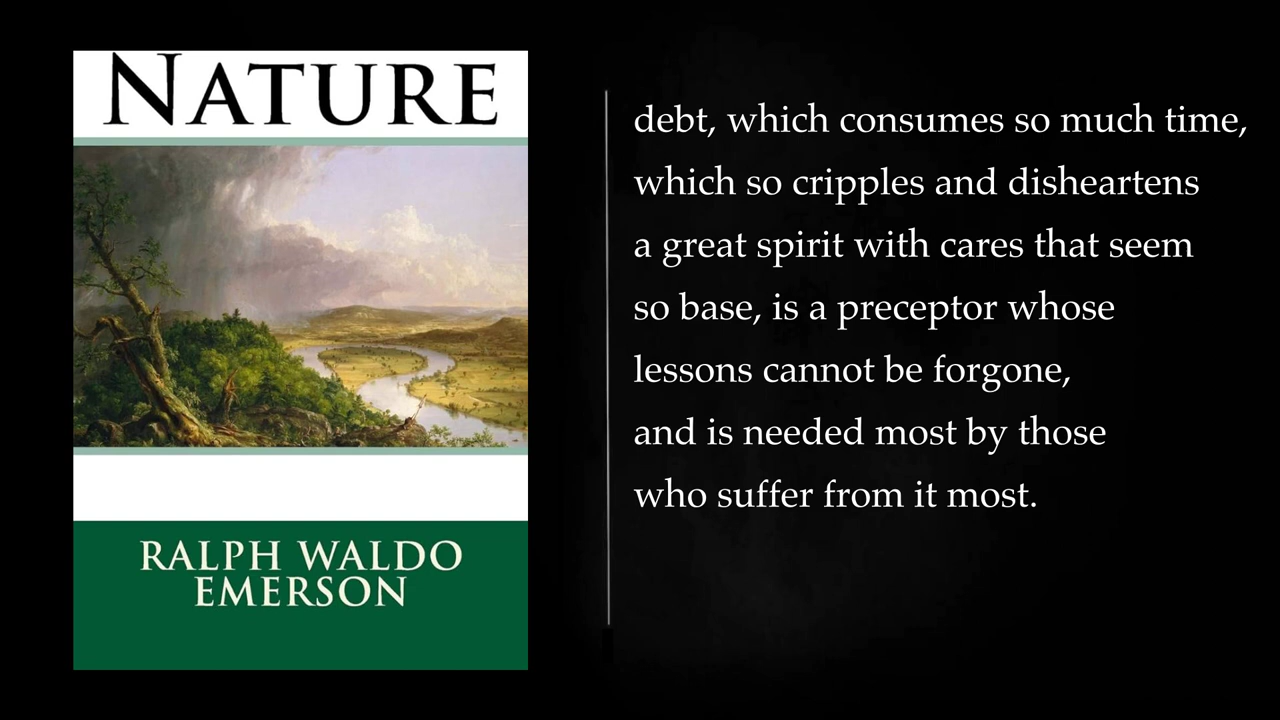 NATURE
RALPH WALDO
EMERSON
debt, which consumes so much time,
which so cripples and disheartens
a great spirit with cares that seem
so base, is a preceptor whose
lessons cannot be forgone,
and is needed most by those
who suffer from it most.